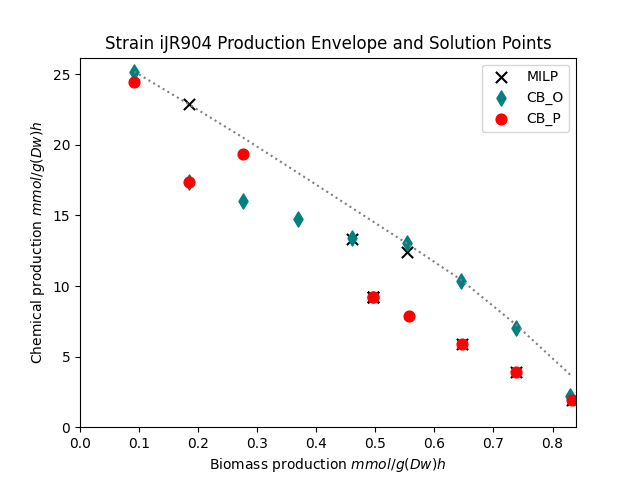 Strain iJR904 Production Envelope and Solution Points
MILP
CB_O
CB_P
25
20
15
10
5
0
Chemical production mmol/g(Dw)h
0.0 0.1 0.2 0.3 0.4 0.5 0.6 0.7 0.8
Biomass production mmol/g(Dw)h